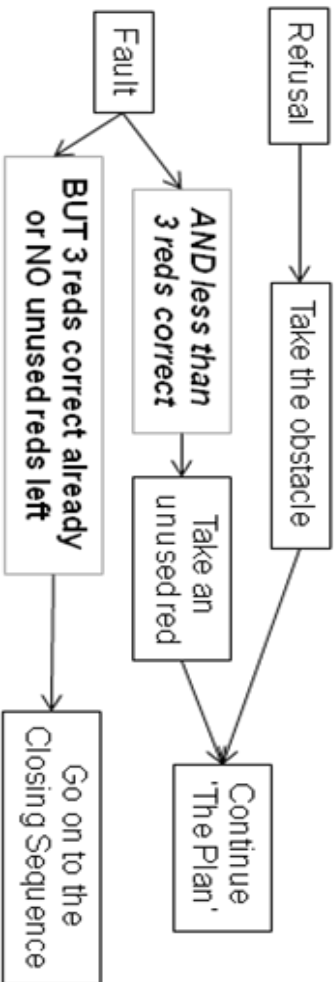 Refusal
Take the obstacle
Continue
'The Plan'
Fault
AND less than
3 reds correct
Take an
unused red
BUT 3 reds correct already
or NO unused reds left
Go on to the
Closing Sequence